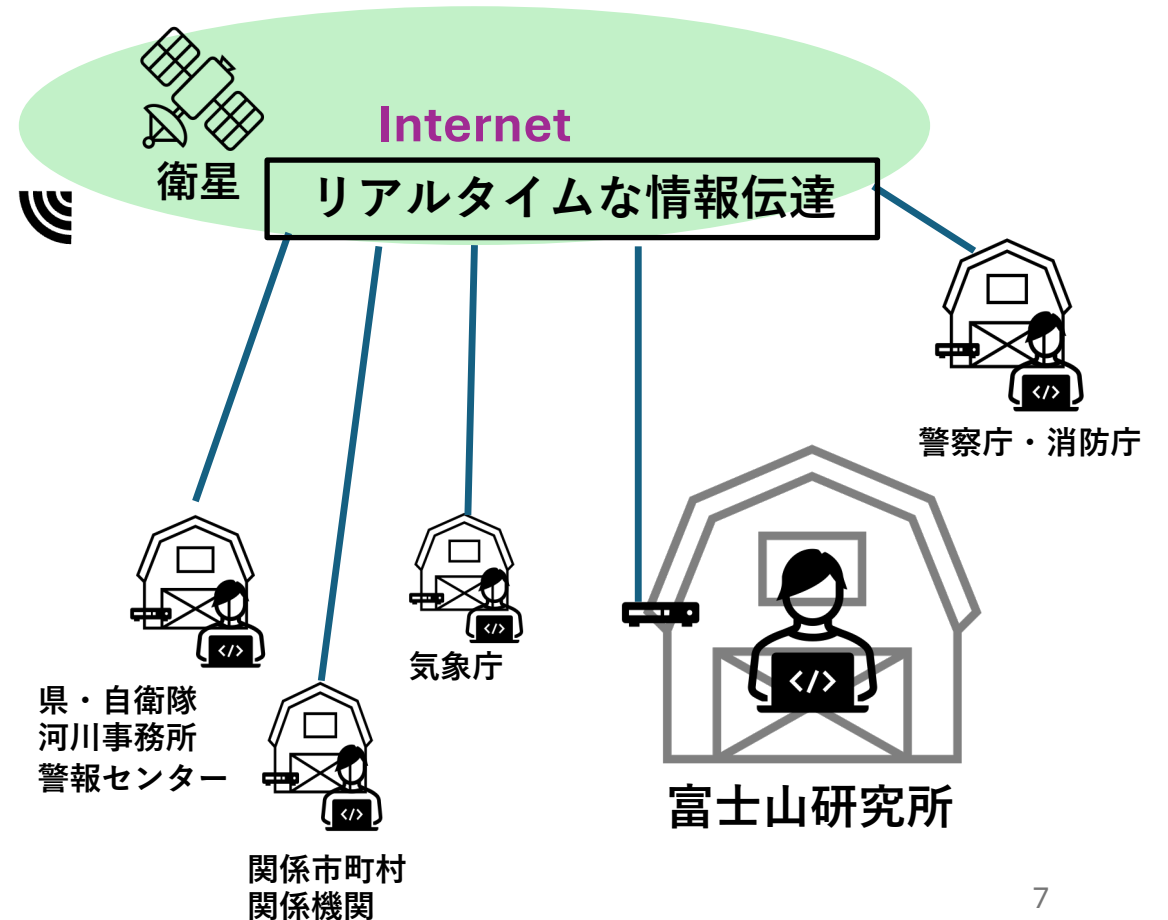 Internet
衛星
リアルタイムな情報伝達
警察庁・消防庁
</>
気象庁
</>
県・自衛隊
河川事務所
警報センター
</>
富士山研究所
</>
関係市町村
関係機関
</>
7